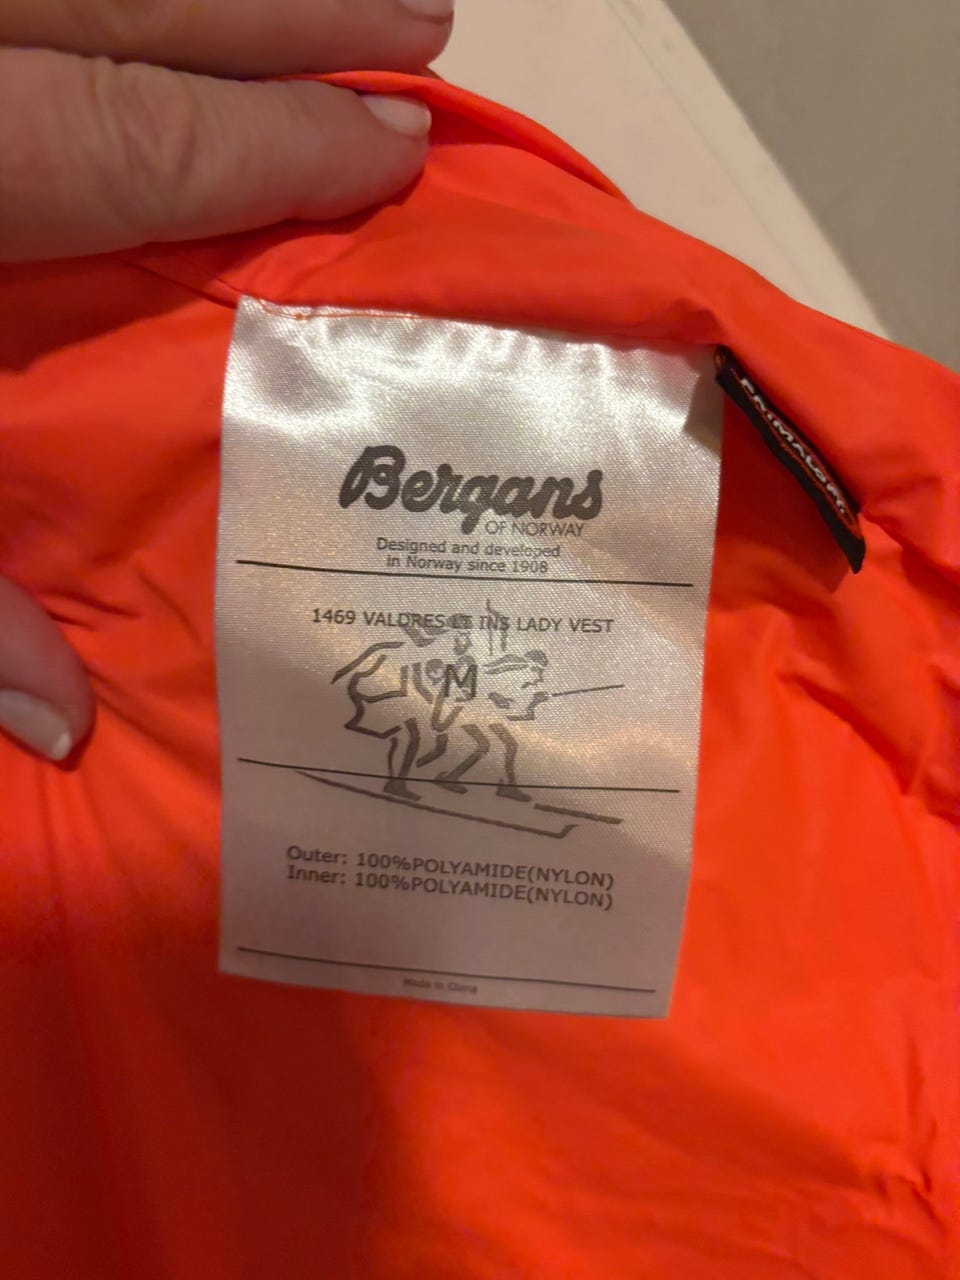 Bergans
OF NORWAY
Designed and developed
in Norway since 1908
1469 VALDRES LT INS LADY VEST
M
Outer: 100%POLYAMIDE(NYLON)
Inner: 100%POLYAMIDE(NYLON)
Made in China